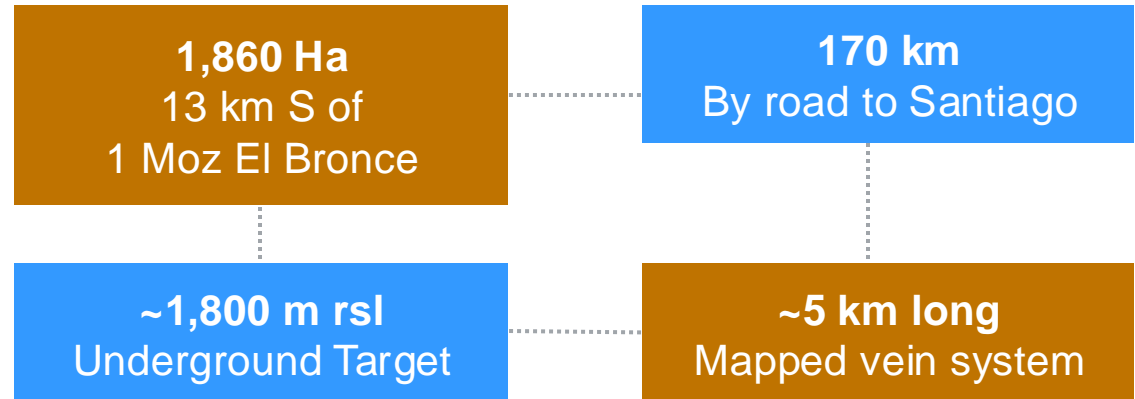 1,860 Ha
13 km S of
1 Moz El Bronce
170 km
By road to Santiago
~1,800 m rsl
Underground Target
~5 km long
Mapped vein system